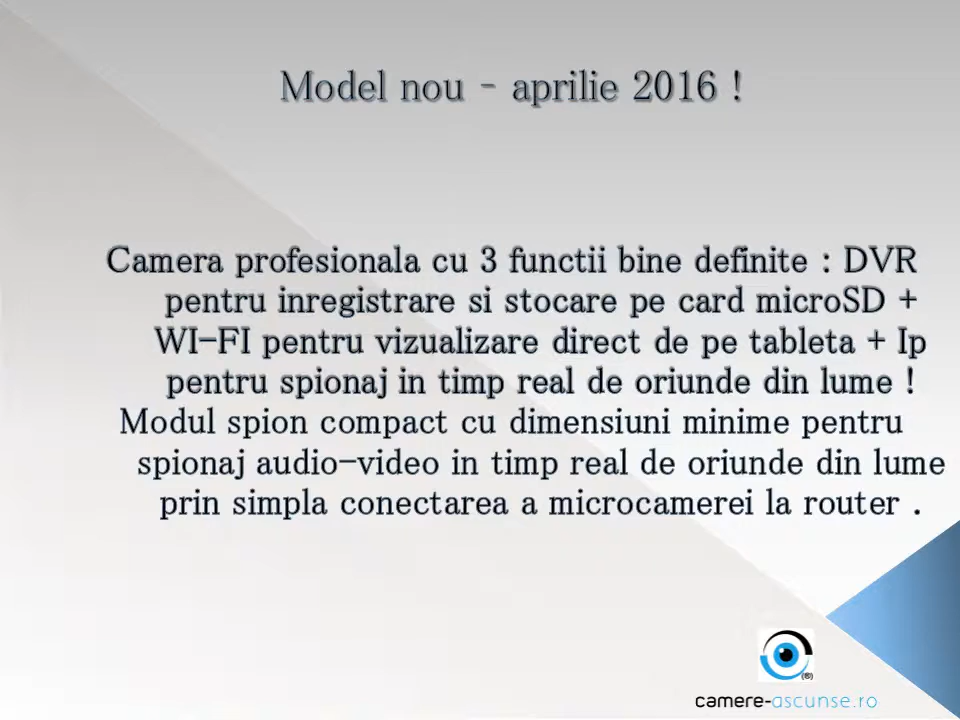 Model nou - aprilie 2016 !
Camera profesionala cu 3 functii bine definite : DVR
pentru inregistrare si stocare pe card microSD +
WI-FI pentru vizualizare direct de pe tableta + Ip
pentru spionaj in timp real de oriunde din lume !
Modul spion compact cu dimensiuni minime pentru
spionaj audio-video in timp real de oriunde din lume
prin simpla conectarea a microcamerei la router .
(®)
camere-ascunse.ro